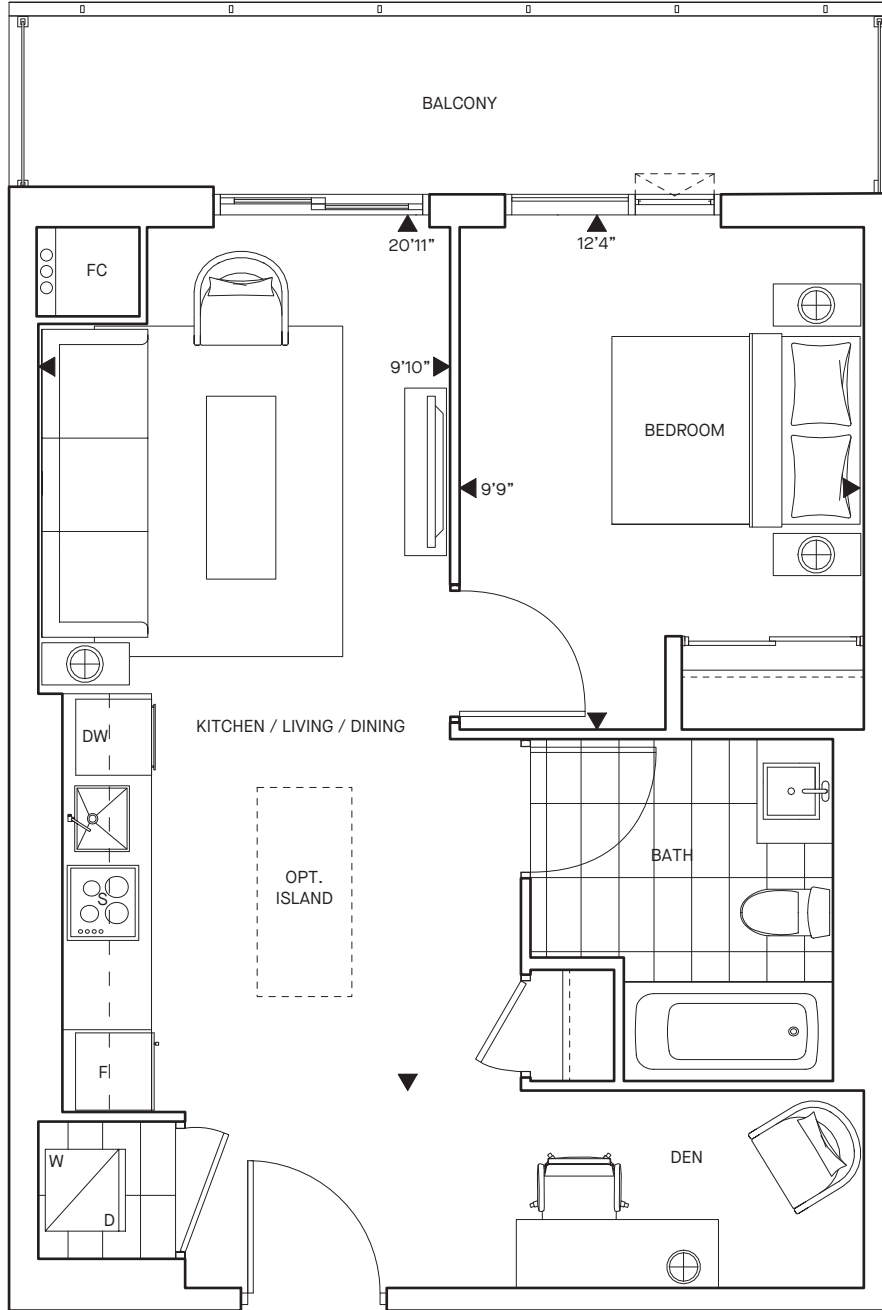 BALCONY
20'11"
12'4"
FC
9'10"
BEDROOM
9'9"
KITCHEN / LIVING / DINING
DW
OPT.
ISLAND
BATH
S
F
DEN
W
D